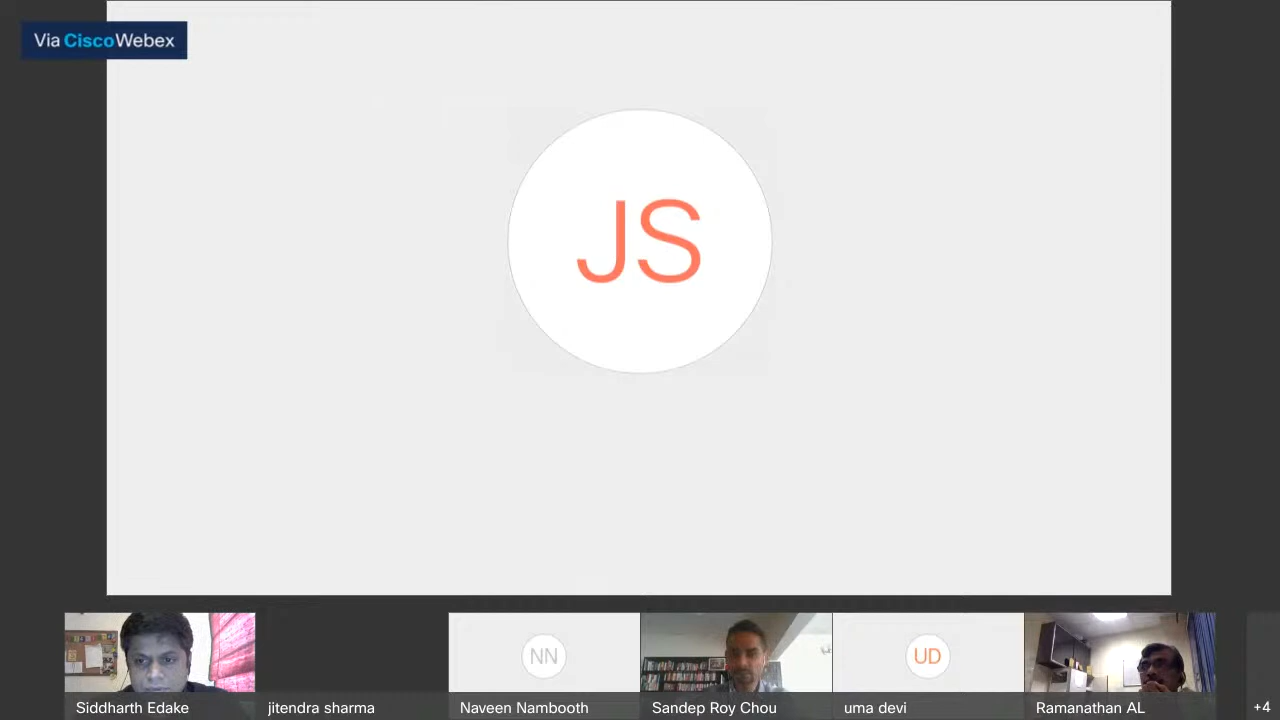 Via CiscoWebex
JS
NN
UD
Siddharth Edake
jitendra sharma
Naveen Nambooth
Sandep Roy Chou
uma devi
Ramanathan AL
+4